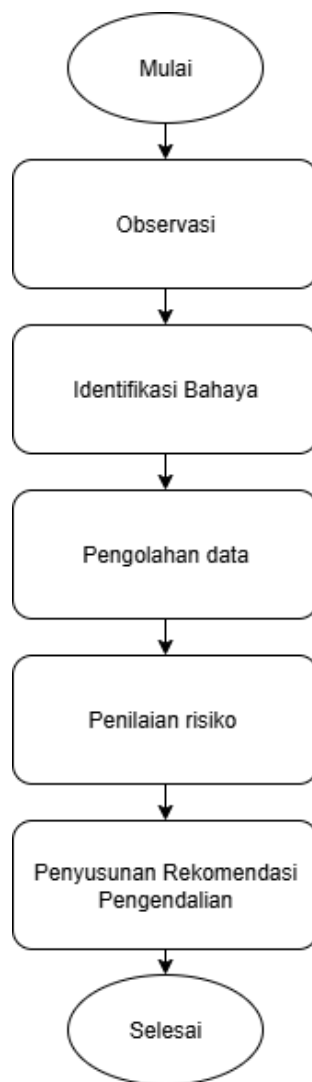 Mulai
Observasi
Identifikasi Bahaya
Pengolahan data
Penilaian risiko
Penyusunan Rekomendasi
Pengendalian
Selesai